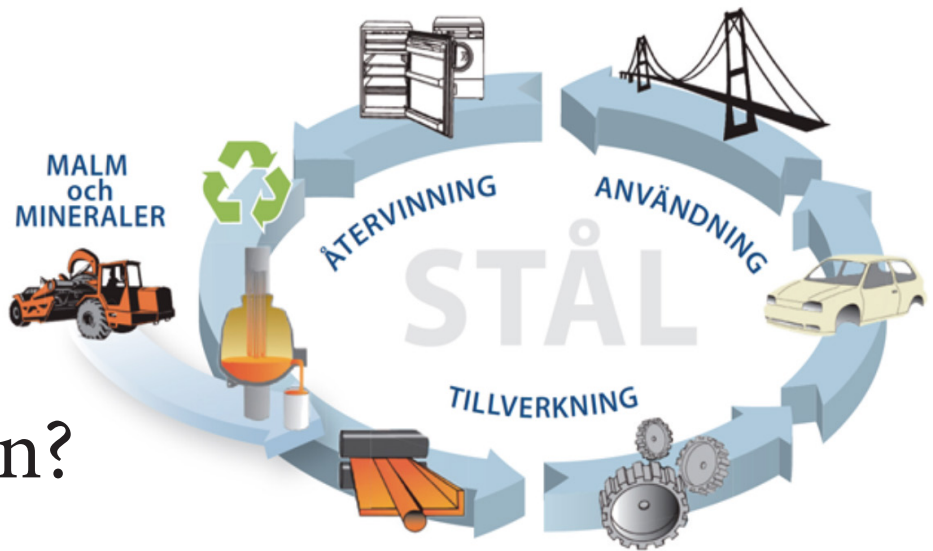 MALM
och
MINERALER
ÅTERVINNING
ANVÄNDNING
STÅL
TILLVERKNING
n?